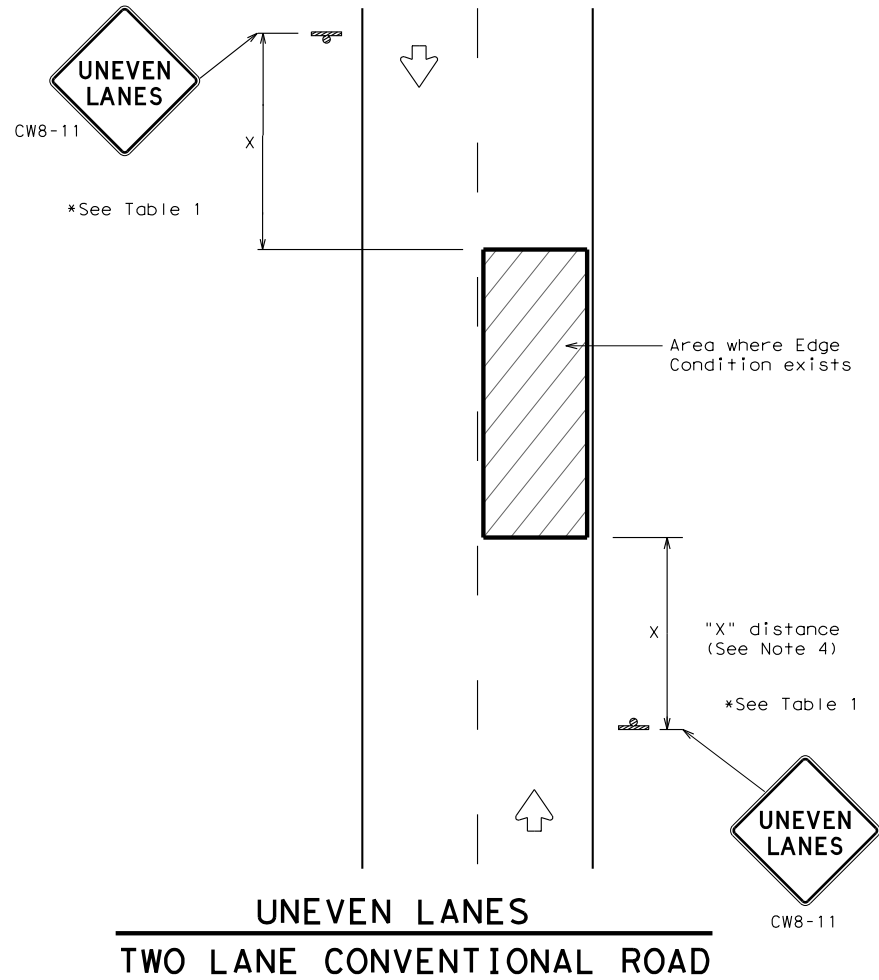 UNEVEN
LANES
CW8-11
X
*See Table 1
Area where Edge
Condition exists
X
"X" distance
(See Note 4)
*See Table 1
UNEVEN
LANES
CW8-11
UNEVEN LANES
TWO LANE CONVENTIONAL ROAD